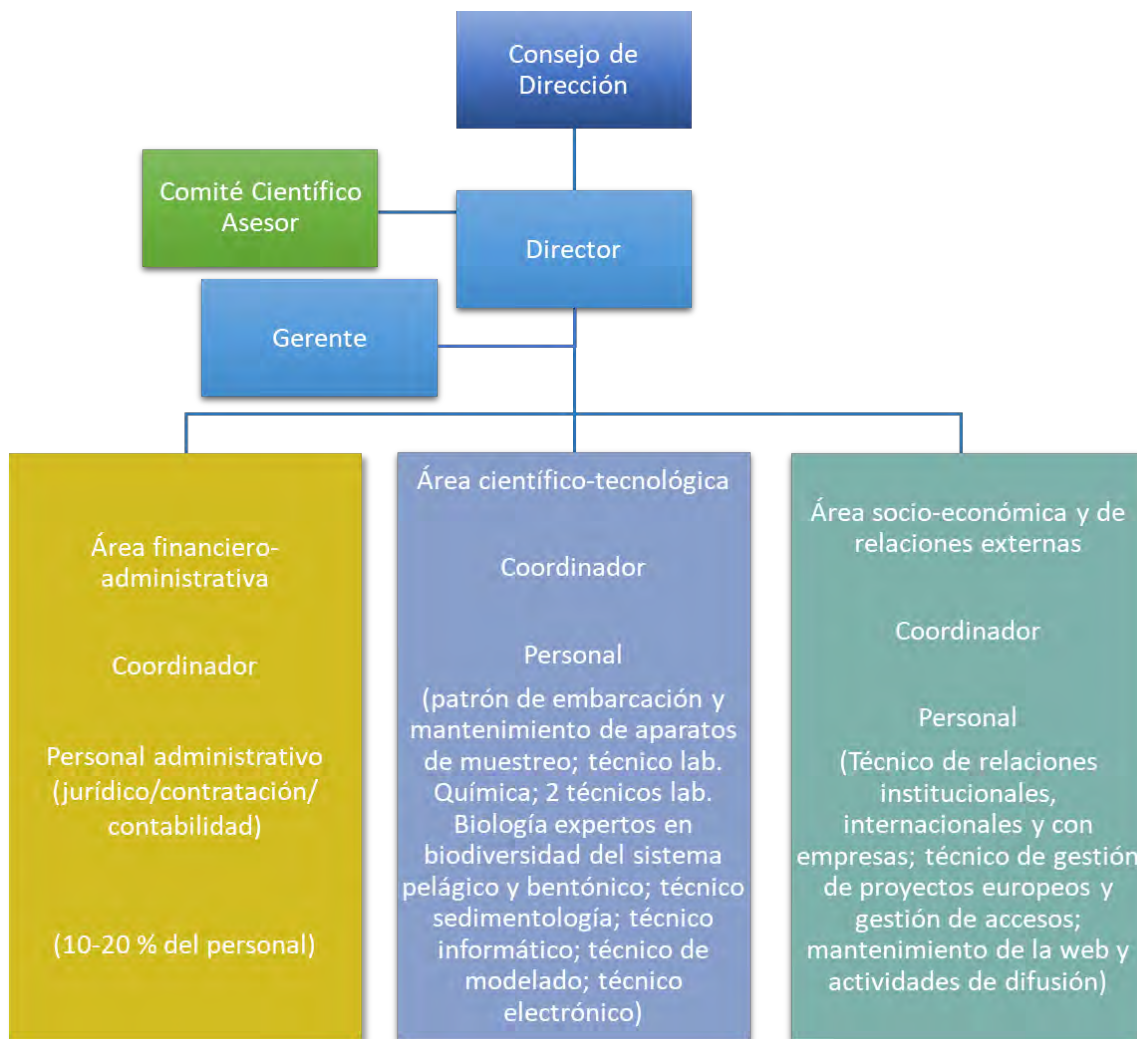 Consejo de
Dirección
Comité Científico
Asesor
Director
Gerente
Área financiero-
administrativa
Coordinador
Personal administrativo
(jurídico/contratación/
contabilidad)
(10-20 % del personal)
Área científico-tecnológica
Coordinador
Personal
(patrón de embarcación y
mantenimiento de aparatos
de muestreo; técnico lab.
Química; 2 técnicos lab.
Biología expertos en
biodiversidad del sistema
pelágico y bentónico; técnico
sedimentología; técnico
informático; técnico de
modelado; técnico
electrónico)
Área socio-económica y de
relaciones externas
Coordinador
Personal
(Técnico de relaciones
institucionales,
internacionales y con
empresas; técnico de gestión
de proyectos europeos y
gestión de accesos;
mantenimiento de la web y
actividades de difusión)